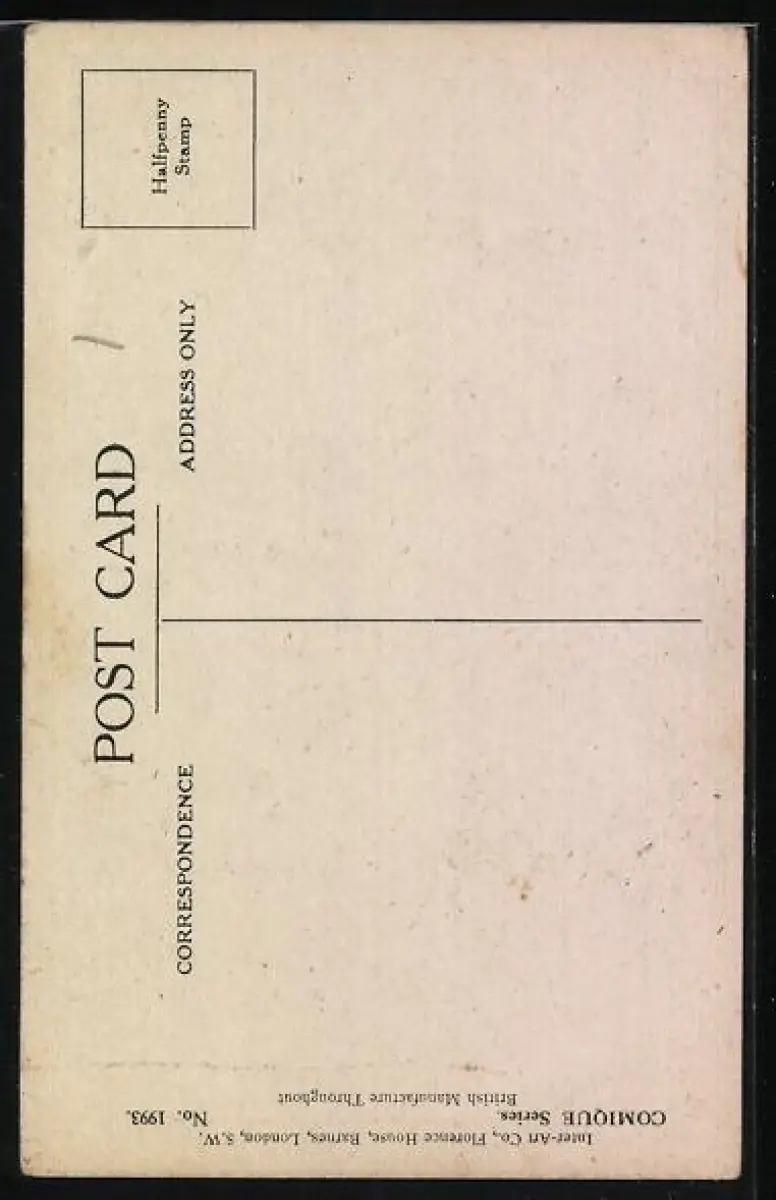 POST CARD
Halfpenny
Stamp
CORRESPONDENCE
ADDRESS ONLY
Inter-Art Co., Florence House, Barnes, London, S.W.
COMIQUE Series. No. 1993.
British Manufacture Throughout